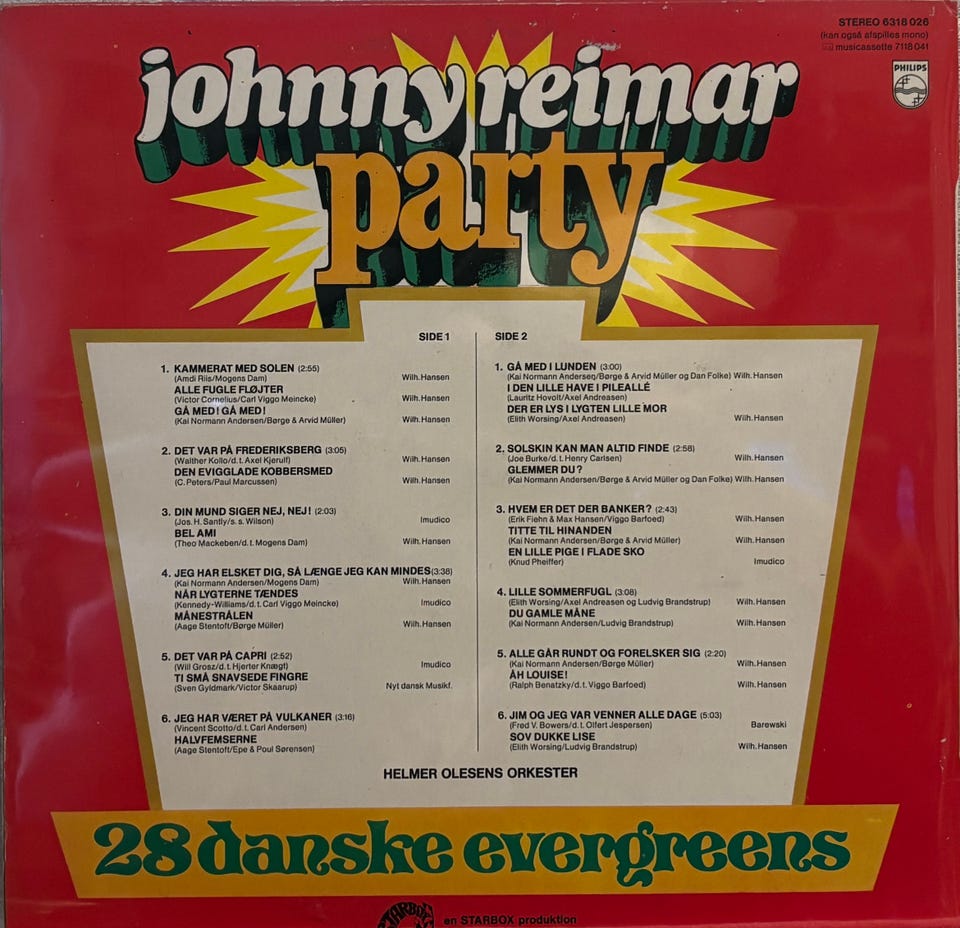 STEREO 6318 026
(kan også afspilles mono)
musicassette 7118 041
PHILIPS
johnny reimar
party
SIDE 1
1. KAMMERAT MED SOLEN (2:55)
(Amdi Riis/Mogens Dam) Wilh. Hansen
ALLE FUGLE FLØJTER
(Victor Cornelius/Carl Viggo Meincke) Wilh. Hansen
GÅ MED! GÅ MED!
(Kai Normann Andersen/Børge & Arvid Müller) Wilh. Hansen
2. DET VAR PÅ FREDERIKSBERG (3:05)
(Walther Kollo/d.t. Axel Kjerulf) Wilh. Hansen
DEN EVIGGLADE KOBBERSMED
(C. Peters/Paul Marcussen) Wilh. Hansen
3. DIN MUND SIGER NEJ, NEJ! (2:03)
(Jos. H. Santly/s.s. Wilson) Imudico
BEL AMI
(Theo Mackeben/d.t. Mogens Dam) Wilh. Hansen
4. JEG HAR ELSKET DIG, SÅ LÆNGE JEG KAN MINDES (3:38)
(Kai Normann Andersen/Mogens Dam) Wilh. Hansen
NÅR LYGTERNE TÆNDES
(Kennedy-Williams/d.t. Carl Viggo Meincke) Imudico
MÅNESTRÅLEN
(Aage Stentoft/Børge Müller) Wilh. Hansen
5. DET VAR PÅ CAPRI (2:52)
(Will Grosz/d.t. Hjerter Knægt) Imudico
TI SMÅ SNAVSEDE FINGRE
(Sven Gyldmark/Victor Skaarup) Nyt dansk Musikf.
6. JEG HAR VÆRET PÅ VULKANER (3:16)
(Vincent Scotto/d.t. Carl Andersen)
HALVFEMSERNE
(Aage Stentoft/Epe & Poul Sørensen)
SIDE 2
1. GÅ MED I LUNDEN (3:00)
(Kai Normann Andersen/Børge & Arvid Müller og Dan Folke) Wilh. Hansen
I DEN LILLE HAVE I PILEALLÉ
(Lauritz Hovolt/Axel Andreasen)
DER ER LYS I LYGTEN LILLE MOR
(Elith Worsing/Axel Andreasen) Wilh. Hansen
2. SOLSKIN KAN MAN ALTID FINDE (2:58)
(Joe Burke/d.t. Henry Carlsen) Wilh. Hansen
GLEMMER DU?
(Kai Normann Andersen/Børge & Arvid Müller og Dan Folke) Wilh. Hansen
3. HVEM ER DET DER BANKER? (2:43)
(Erik Fiehn & Max Hansen/Viggo Barfoed) Wilh. Hansen
TITTE TIL HINANDEN
(Kai Normann Andersen/Børge & Arvid Müller) Wilh. Hansen
EN LILLE PIGE I FLADE SKO
(Knud Pheiffer) Imudico
4. LILLE SOMMERFUGL (3:08)
(Elith Worsing/Axel Andreasen og Ludvig Brandstrup) Wilh. Hansen
DU GAMLE MÅNE
(Kai Normann Andersen/Ludvig Brandstrup) Wilh. Hansen
5. ALLE GÅR RUNDT OG FORELSKER SIG (2:20)
(Kai Normann Andersen/Børge Müller) Wilh. Hansen
ÅH LOUISE!
(Ralph Benatzky/d.t. Viggo Barfoed) Wilh. Hansen
6. JIM OG JEG VAR VENNER ALLE DAGE (5:03)
(Fred V. Bowers/d.t. Olfert Jespersen) Barewski
SOV DUKKE LISE
(Elith Worsing/Ludvig Brandstrup) Wilh. Hansen
HELMER OLESENS ORKESTER
28 danske evergreens
STARBOX
en STARBOX produktion